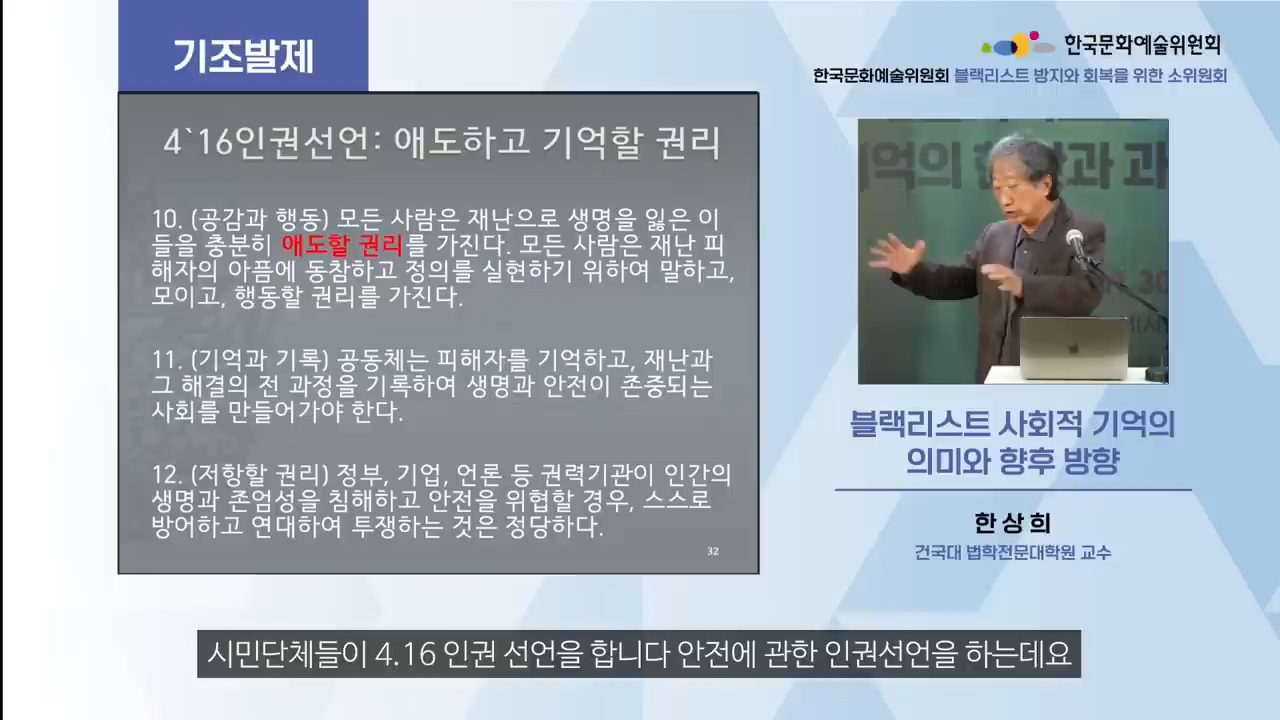 기조발제
한국문화예술위원회
한국문화예술위원회 블랙리스트 방지와 회복을 위한 소위원회
4`16인권선언: 애도하고 기억할 권리
10. (공감과 행동) 모든 사람은 재난으로 생명을 잃은 이
들을 충분히 애도할 권리를 가진다. 모든 사람은 재난 피
해자의 아픔에 동참하고 정의를 실현하기 위하여 말하고,
모이고, 행동할 권리를 가진다.
11. (기억과 기록) 공동체는 피해자를 기억하고, 재난과
그 해결의 전 과정을 기록하여 생명과 안전이 존중되는
사회를 만들어가야 한다.
12. (저항할 권리) 정부, 기업, 언론 등 권력기관이 인간의
생명과 존엄성을 침해하고 안전을 위협할 경우, 스스로
방어하고 연대하여 투쟁하는 것은 정당하다.
32
억의 과
30
블랙리스트 사회적 기억의
의미와 향후 방향
한상희
건국대 법학전문대학원 교수
시민단체들이 4.16 인권 선언을 합니다 안전에 관한 인권선언을 하는데요